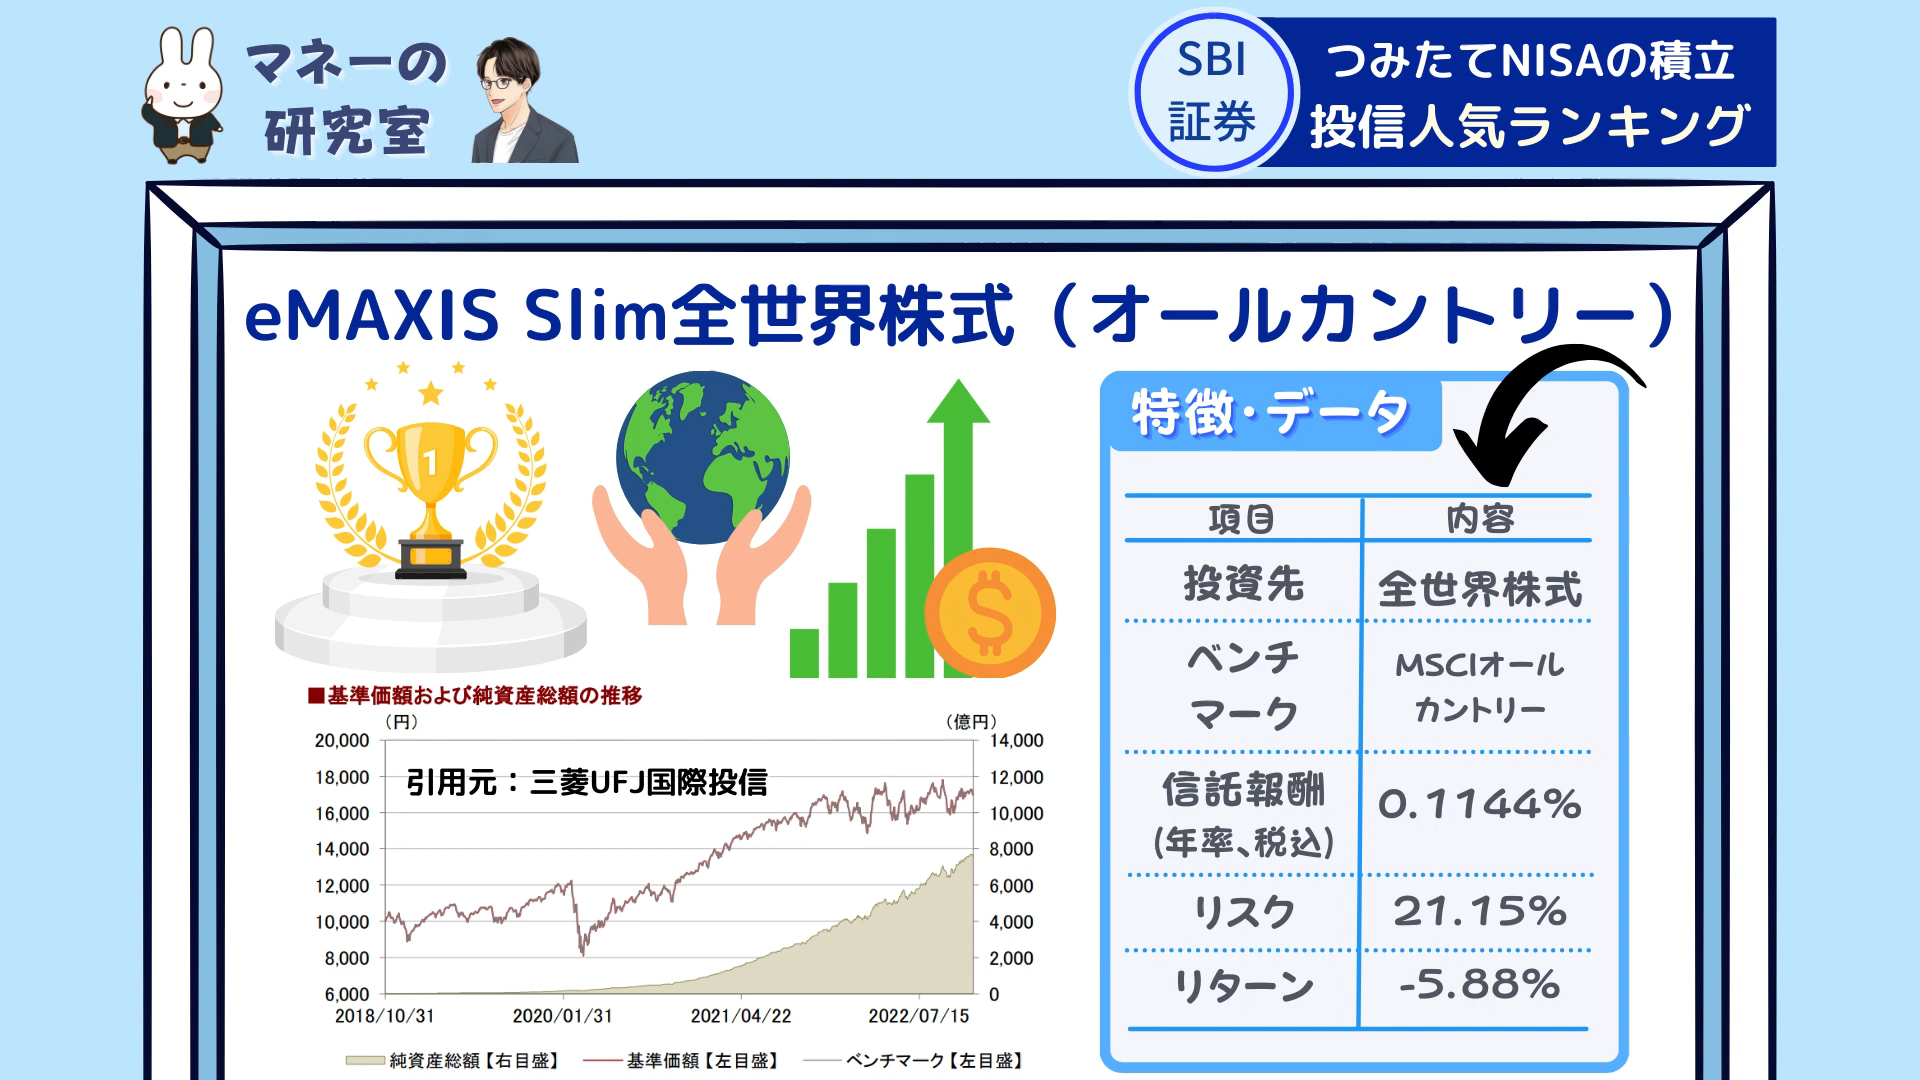 マネーの
研究室
SBI
証券
つみたてNISAの積立
投信人気ランキング
eMAXIS Slim全世界株式（オールカントリー）
1
$
■基準価額および純資産総額の推移
（円）
（億円）
引用元：三菱UFJ国際投信
20,000
18,000
16,000
14,000
12,000
10,000
8,000
6,000
14,000
12,000
10,000
8,000
6,000
4,000
2,000
0
2018/10/31 2020/01/31 2021/04/22 2022/07/15
純資産総額【右目盛】 基準価額【左目盛】 ベンチマーク【左目盛】
特徴・データ
項目 内容
投資先 全世界株式
ベンチ
マーク
MSCIオール
カントリー
信託報酬
(年率、税込)
0.1144%
リスク 21.15%
リターン -5.88%